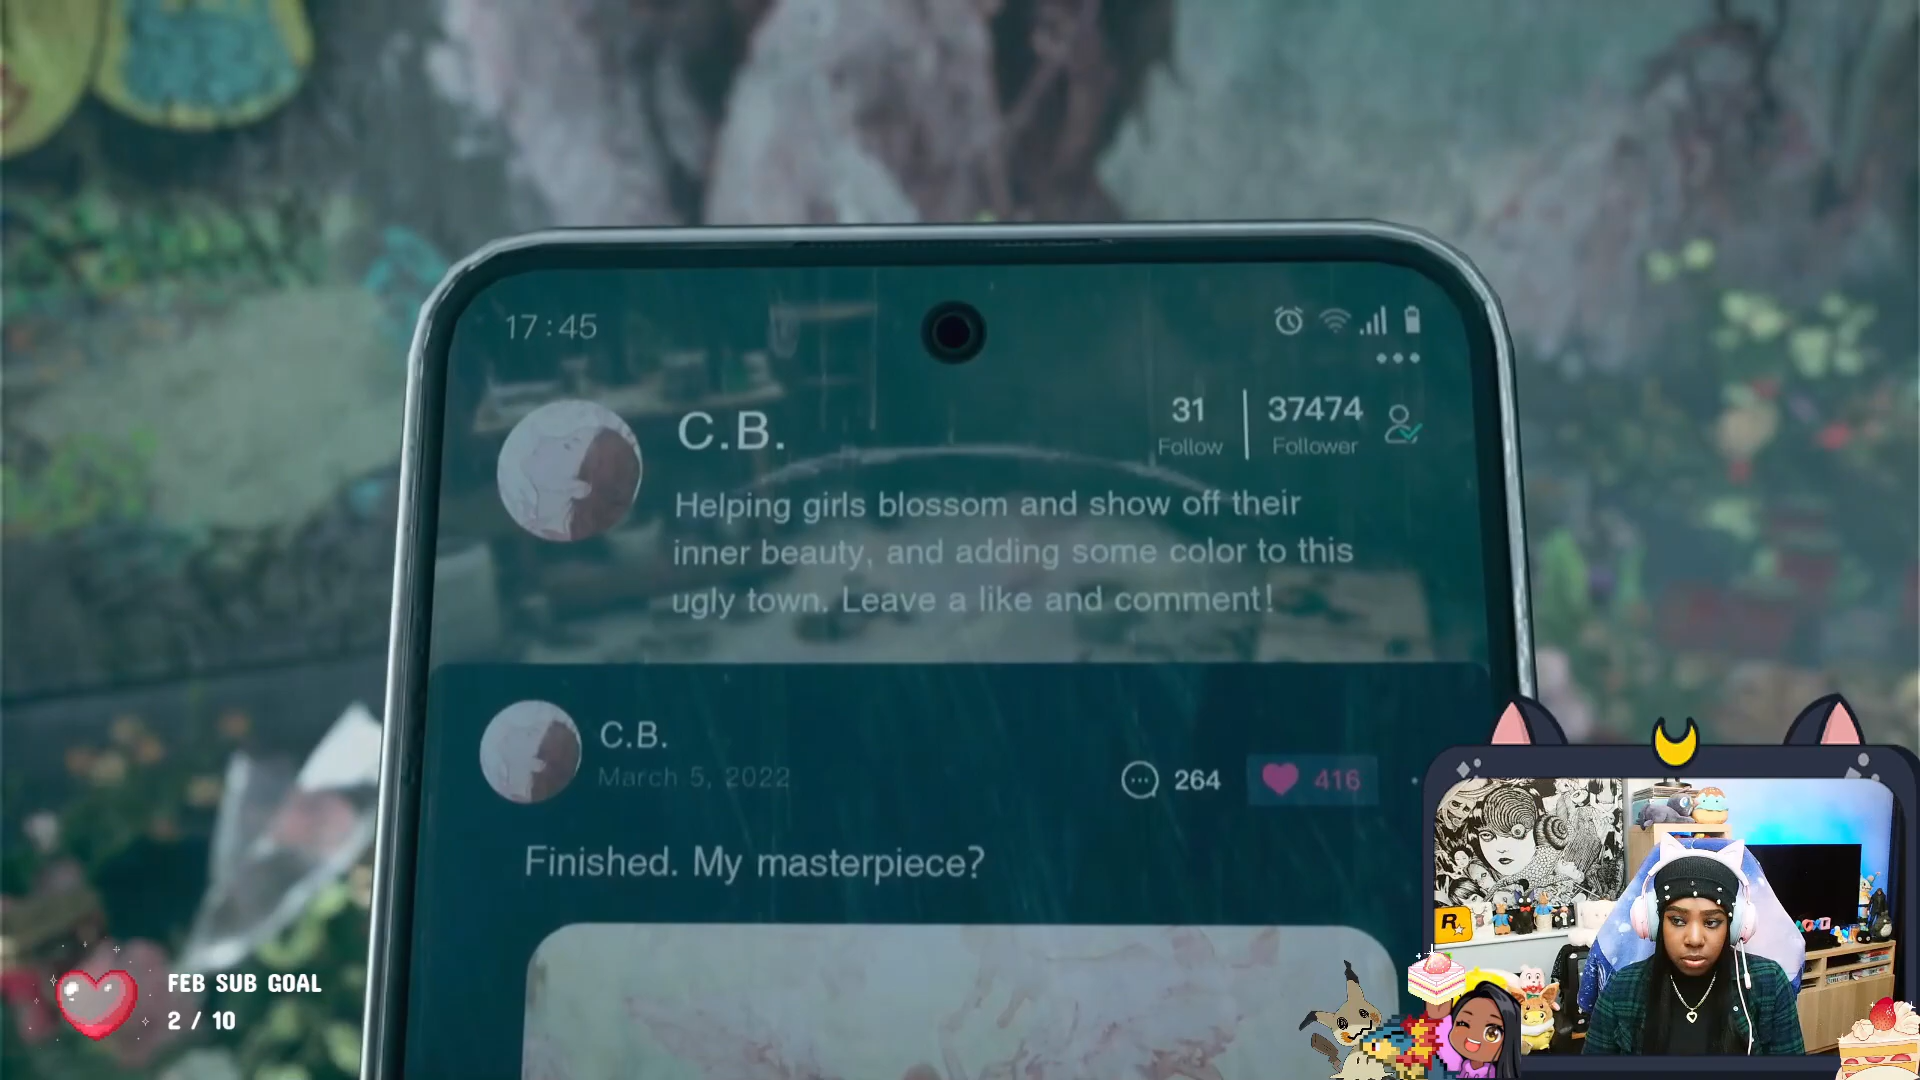 17:45
C.B.
31
Follow
37474
Follower
Helping girls blossom and show off their
inner beauty, and adding some color to this
ugly town. Leave a like and comment!
C.B.
March 5, 2022
264
416
Finished. My masterpiece?
FEB SUB GOAL
2 / 10
R